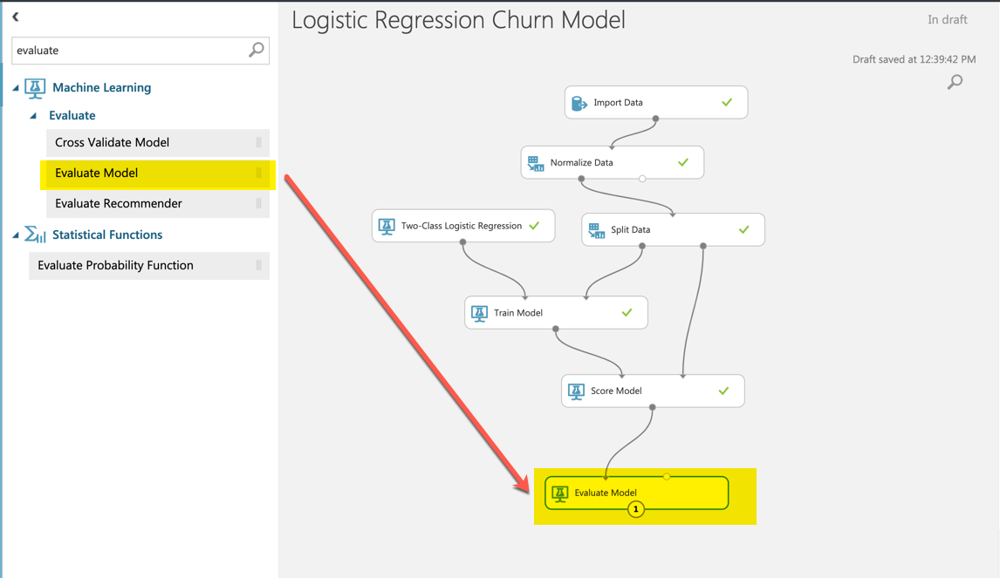 Logistic Regression Churn Model
In draft
evaluate
Draft saved at 12:39:42 PM
Machine Learning
Evaluate
Cross Validate Model
Evaluate Model
Evaluate Recommender
Statistical Functions
Evaluate Probability Function
Import Data
Normalize Data
Two-Class Logistic Regression
Split Data
Train Model
Score Model
Evaluate Model
1